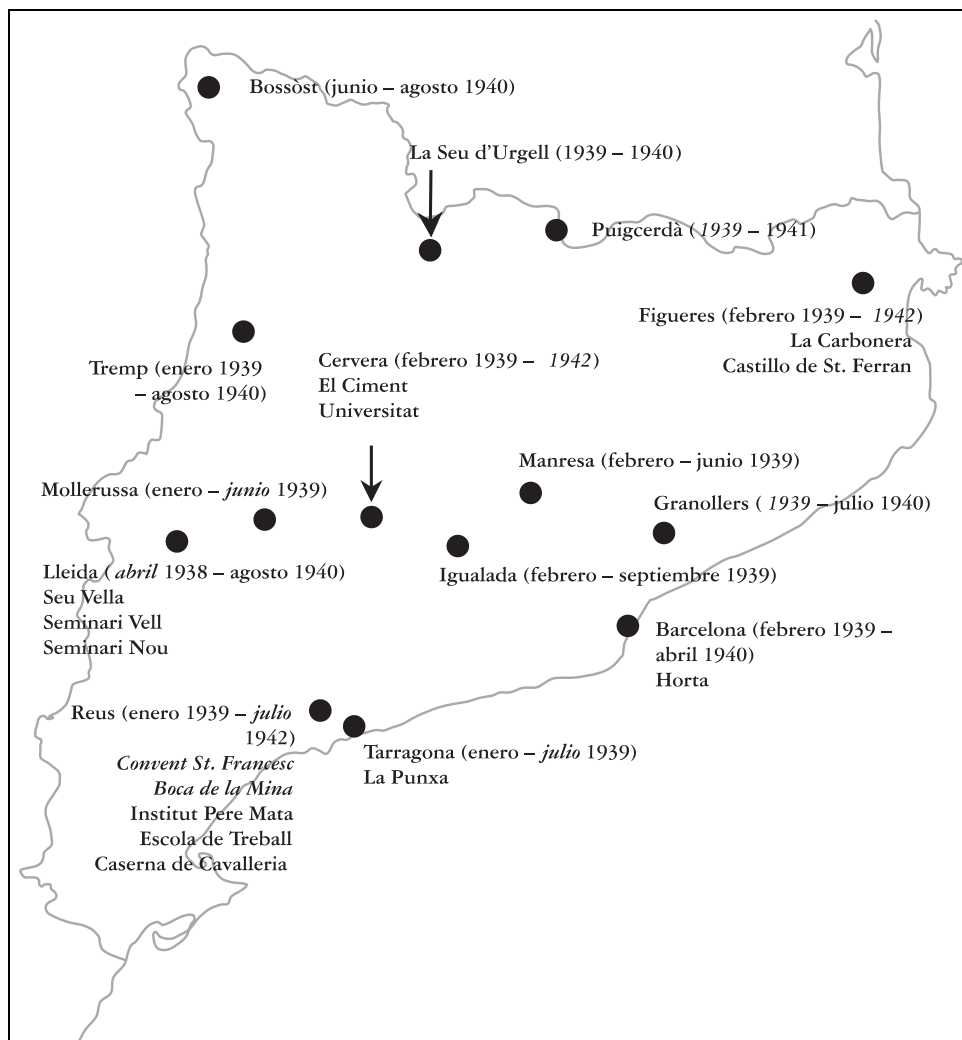 Bossòst (junio – agosto 1940)
La Seu d’Urgell (1939 – 1940)
Puigcerdà (1939 – 1941)
Figueres (febrero 1939 – 1942)
La Carbonera
Castillo de St. Ferran
Tremp (enero 1939
– agosto 1940)
Cervera (febrero 1939 – 1942)
El Ciment
Universitat
Manresa (febrero – junio 1939)
Mollerussa (enero – junio 1939)
Granollers ( 1939 – julio 1940)
Lleida ( abril 1938 – agosto 1940)
Seu Vella
Seminari Vell
Seminari Nou
Igualada (febrero – septiembre 1939)
Barcelona (febrero 1939 –
abril 1940)
Horta
Reus (enero 1939 – julio
1942)
Convent St. Francesc
Boca de la Mina
Institut Pere Mata
Escola de Treball
Caserna de Cavalleria
Tarragona (enero – julio 1939)
La Punxa